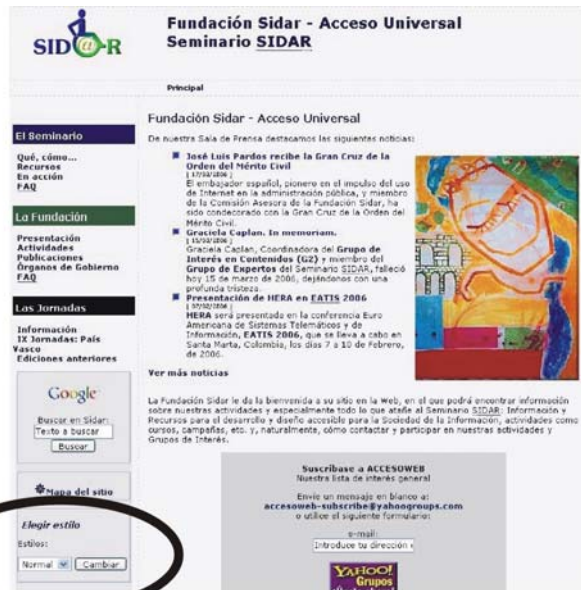 SID@R
Fundación Sidar - Acceso Universal
Seminario SIDAR
Principal
El Seminario
Qué, cómo...
Recursos
En acción
FAQ
La Fundación
Presentación
Actividades
Publicaciones
Órganos de Gobierno
FAQ
Las Jornadas
Información
IX Jornadas: País
Vasco
Ediciones anteriores
Google
Buscar en Sidar:
Texto a buscar
Buscar
Mapa del sitio
Elegir estilo
Estilos:
Normal
Cambiar
Fundación Sidar - Acceso Universal
De nuestra Sala de Prensa destacamos las siguientes noticias:
José Luis Pardos recibe la Gran Cruz de la
Orden del Mérito Civil
El embajador español, pionero en el impulso del uso
de Internet en la administración pública, y miembro
de la Comisión Asesora de la Fundación Sidar, ha
sido condecorado con la Gran Cruz de la Orden del
Mérito Civil.
Graciela Caplan. In memoriam.
Graciela Caplan, Coordinadora del Grupo de
Interés en Contenidos (G2) y miembro del
Grupo de Expertos del Seminario SIDAR, falleció
hoy 15 de marzo de 2006, dejándonos con una
profunda tristeza.
Presentación de HERA en EATIS 2006
HERA será presentada en la conferencia Euro
Americana de Sistemas Telemáticos y de
Información, EATIS 2006, que se lleva a cabo en
Santa Marta, Colombia, los días 7 a 10 de Febrero,
de 2006.
Ver más noticias
La Fundación Sidar le da la bienvenida a su sitio en la Web, en el que podrá encontrar información
sobre nuestras actividades y especialmente todo lo que atañe al Seminario SIDAR: Información y
Recursos para el desarrollo y diseño accesible para la Sociedad de la Información, actividades como
cursos, campañas, etc. y, naturalmente, cómo contactar y participar en nuestras actividades y
Grupos de Interés.
Suscríbase a ACCESOWEB
Nuestra lista de interés general
Envíe un mensaje en blanco a:
accesoweb-subscribe@yahoogroups.com
o utilice el siguiente formulario:
e-mail:
Introduce tu dirección
YAHOO!
Grupos